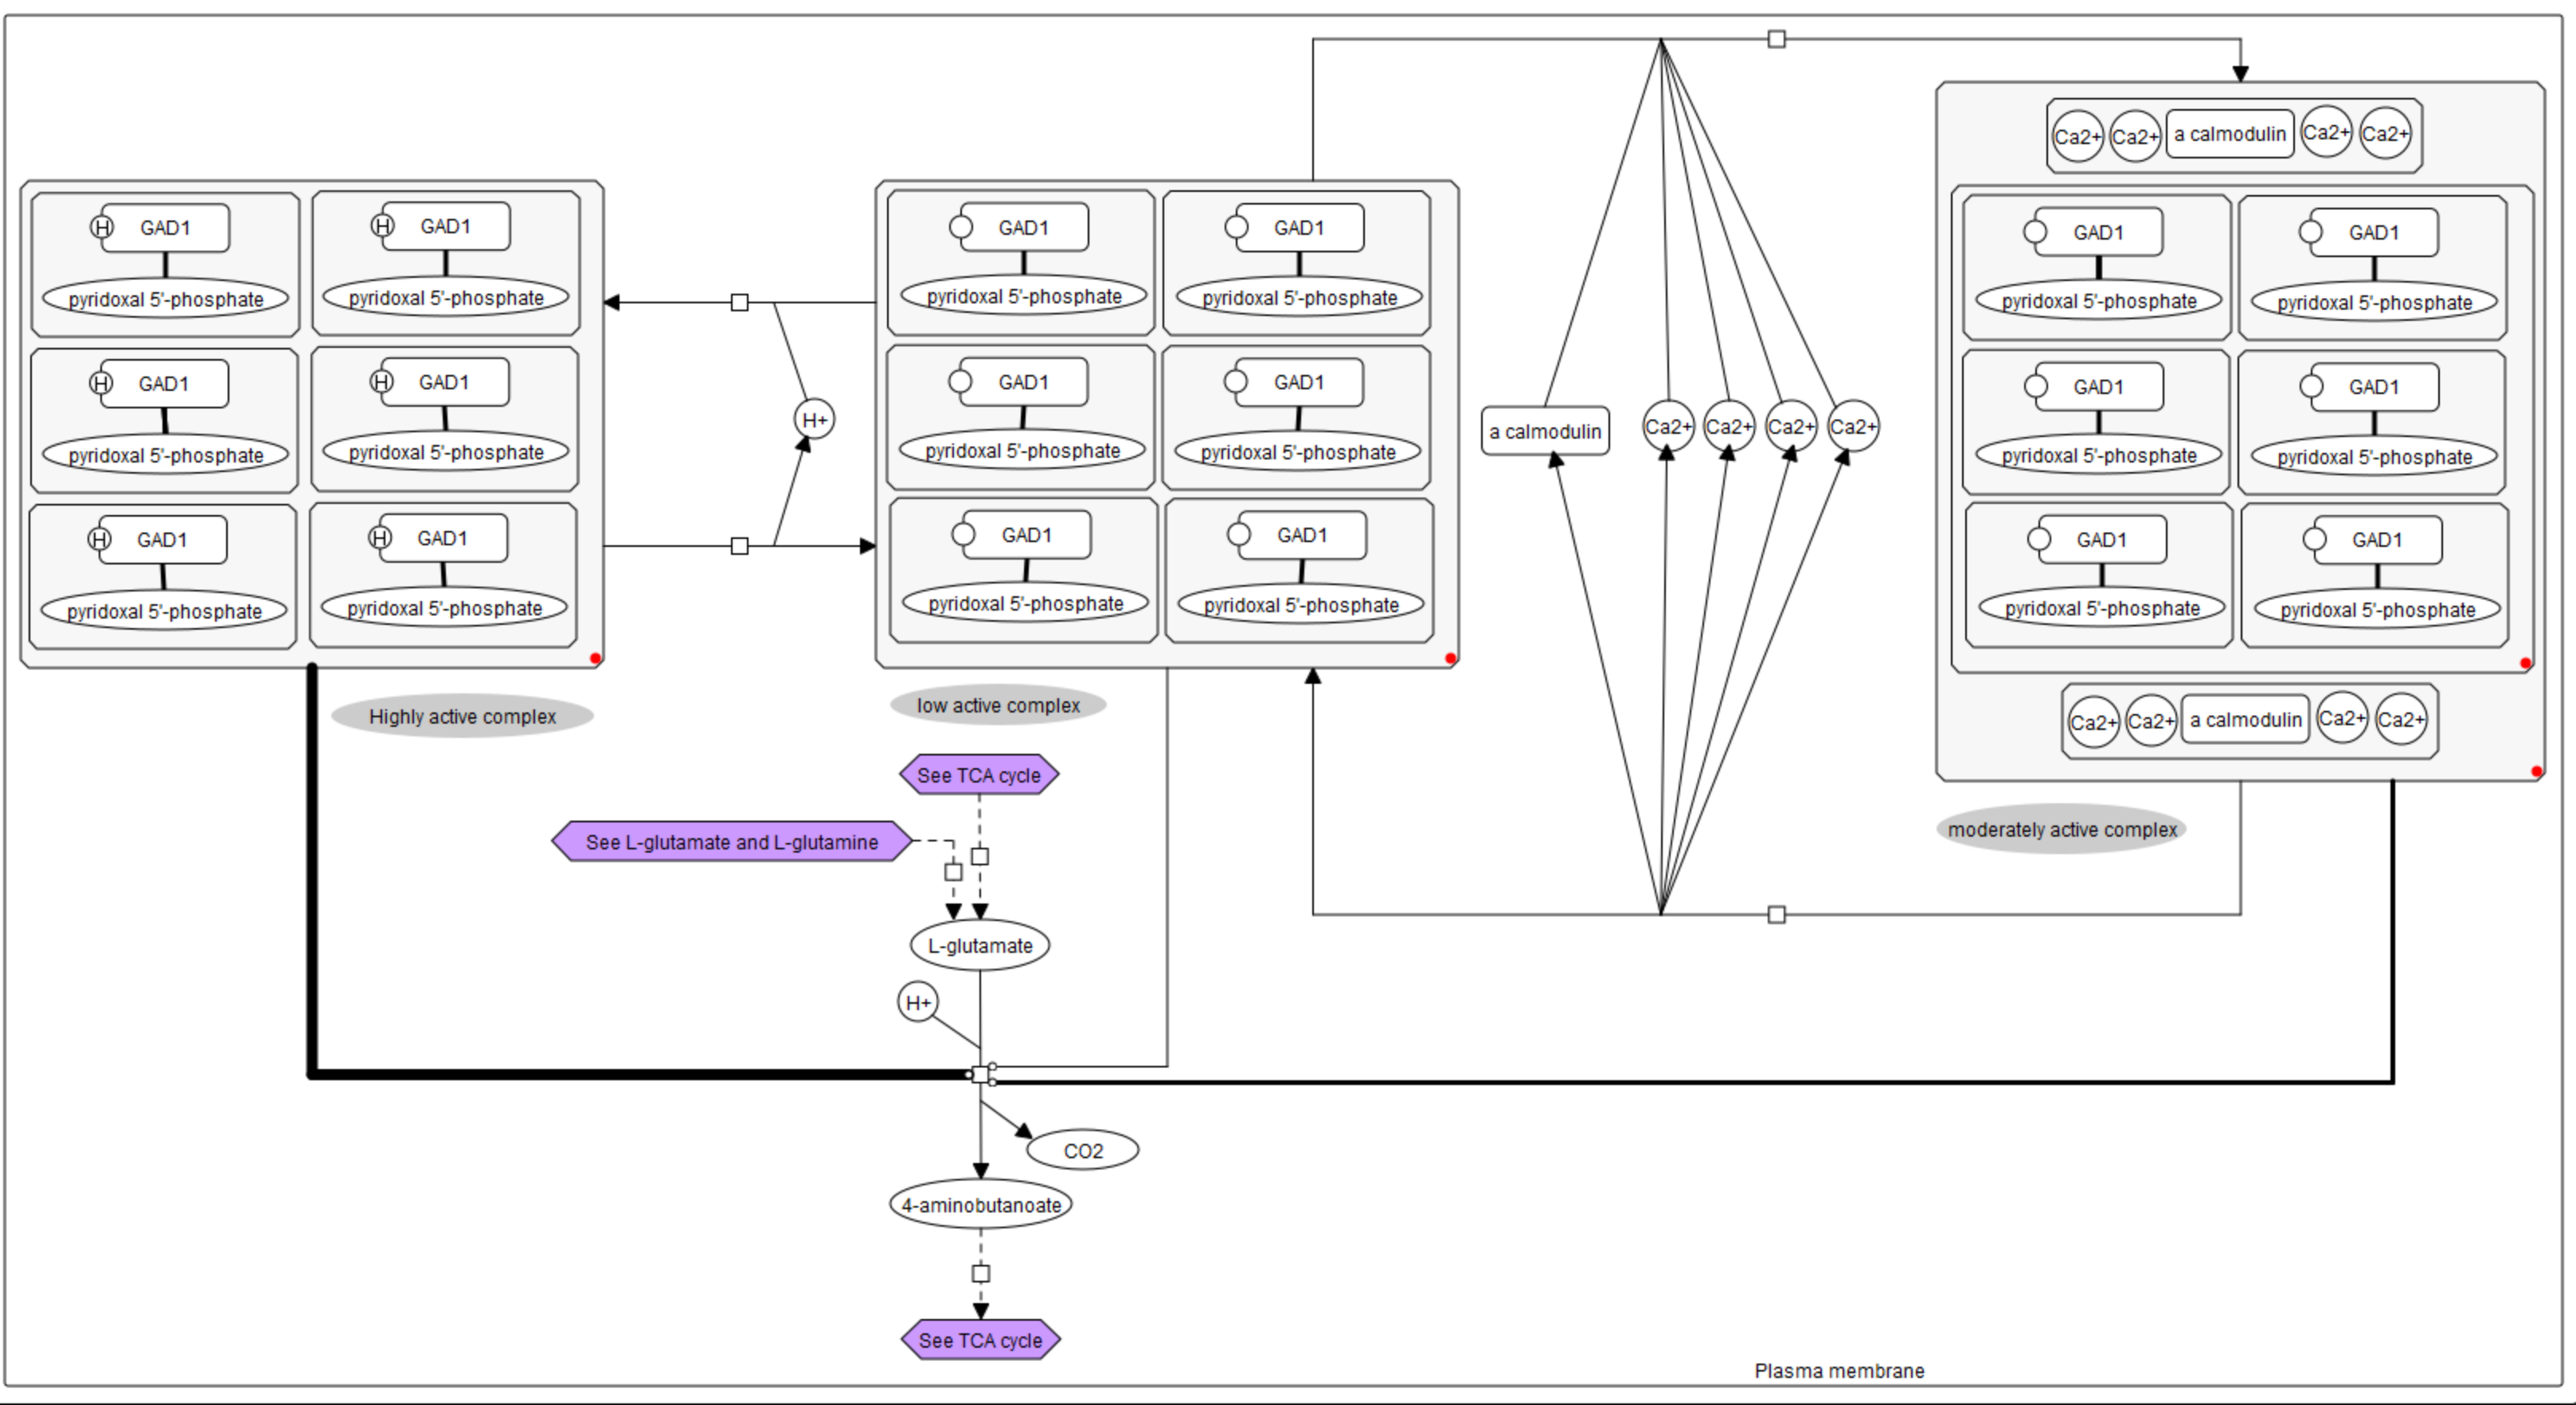 Ca2+ Ca2+ a calmodulin Ca2+ Ca2+
H GAD1 H GAD1 GAD1 GAD1 GAD1 GAD1
pyridoxal 5'-phosphate pyridoxal 5'-phosphate pyridoxal 5'-phosphate pyridoxal 5'-phosphate pyridoxal 5'-phosphate pyridoxal 5'-phosphate
H GAD1 H GAD1 GAD1 GAD1 GAD1 GAD1
H+ a calmodulin Ca2+ Ca2+ Ca2+ Ca2+
pyridoxal 5'-phosphate pyridoxal 5'-phosphate pyridoxal 5'-phosphate pyridoxal 5'-phosphate pyridoxal 5'-phosphate pyridoxal 5'-phosphate
H GAD1 H GAD1 GAD1 GAD1 GAD1 GAD1
pyridoxal 5'-phosphate pyridoxal 5'-phosphate pyridoxal 5'-phosphate pyridoxal 5'-phosphate pyridoxal 5'-phosphate pyridoxal 5'-phosphate
Highly active complex low active complex Ca2+ Ca2+ a calmodulin Ca2+ Ca2+
See TCA cycle
See L-glutamate and L-glutamine moderately active complex
L-glutamate
H+
CO2
4-aminobutanoate
See TCA cycle
Plasma membrane